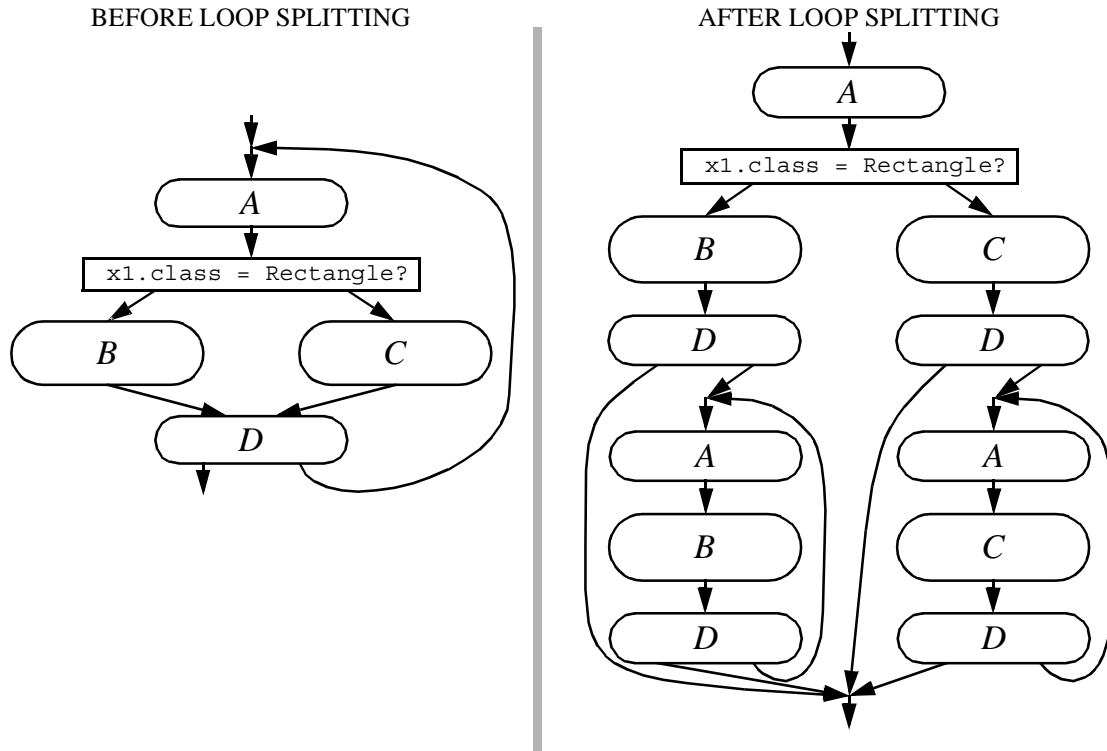 BEFORE LOOP SPLITTING
A
x1.class = Rectangle?
B
C
D
AFTER LOOP SPLITTING
A
x1.class = Rectangle?
B
C
D
D
A
A
B
C
D
D